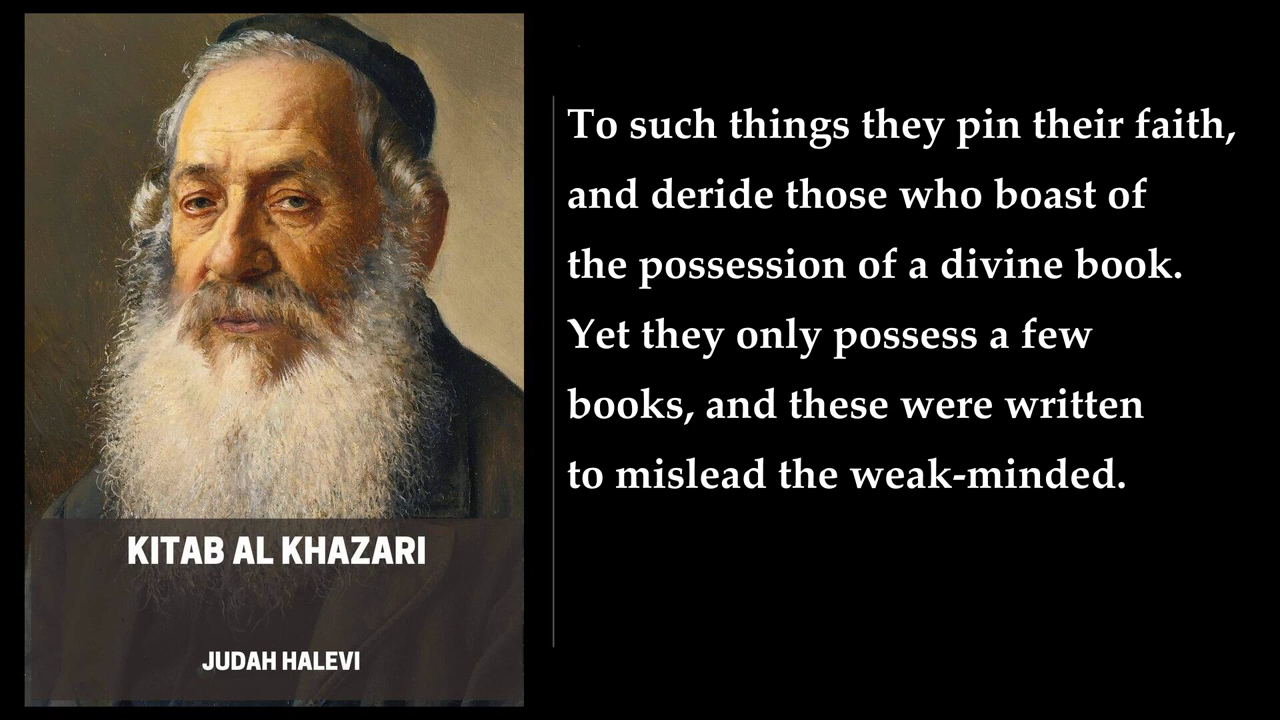 To such things they pin their faith,
and deride those who boast of
the possession of a divine book.
Yet they only possess a few
books, and these were written
to mislead the weak-minded.
KITAB AL KHAZARI
JUDAH HALEVI